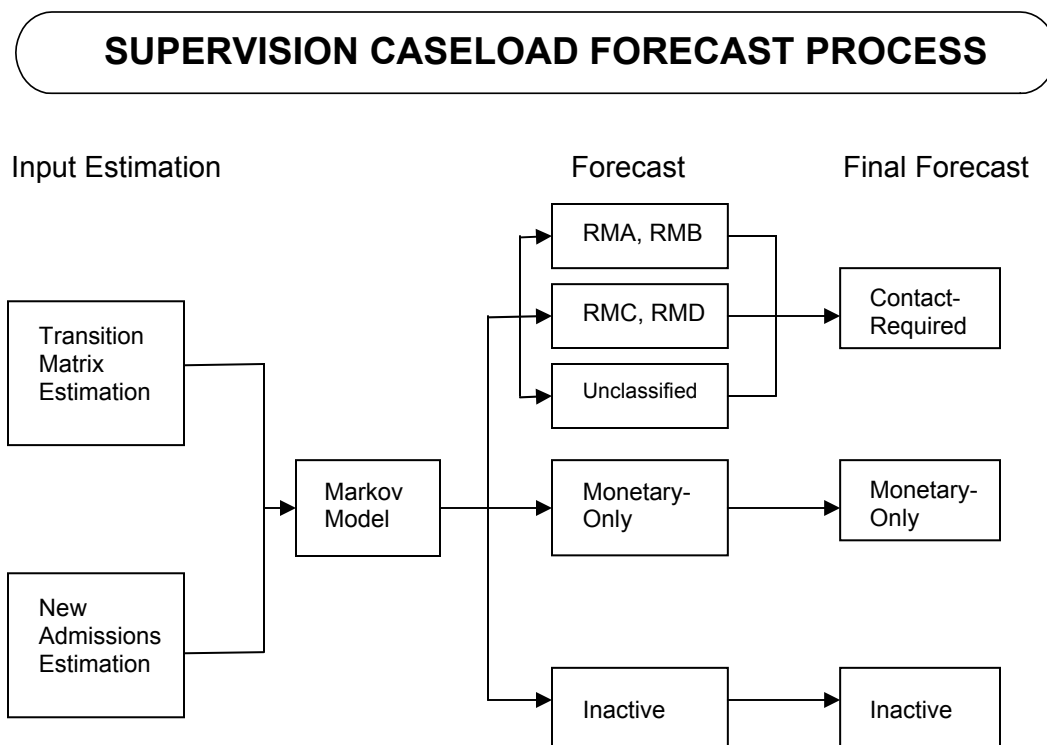 SUPERVISION CASELOAD FORECAST PROCESS
Input Estimation
Forecast
Final Forecast
Transition
Matrix
Estimation
New
Admissions
Estimation
Markov
Model
RMA, RMB
RMC, RMD
Unclassified
Monetary-
Only
Inactive
Contact-
Required
Monetary-
Only
Inactive